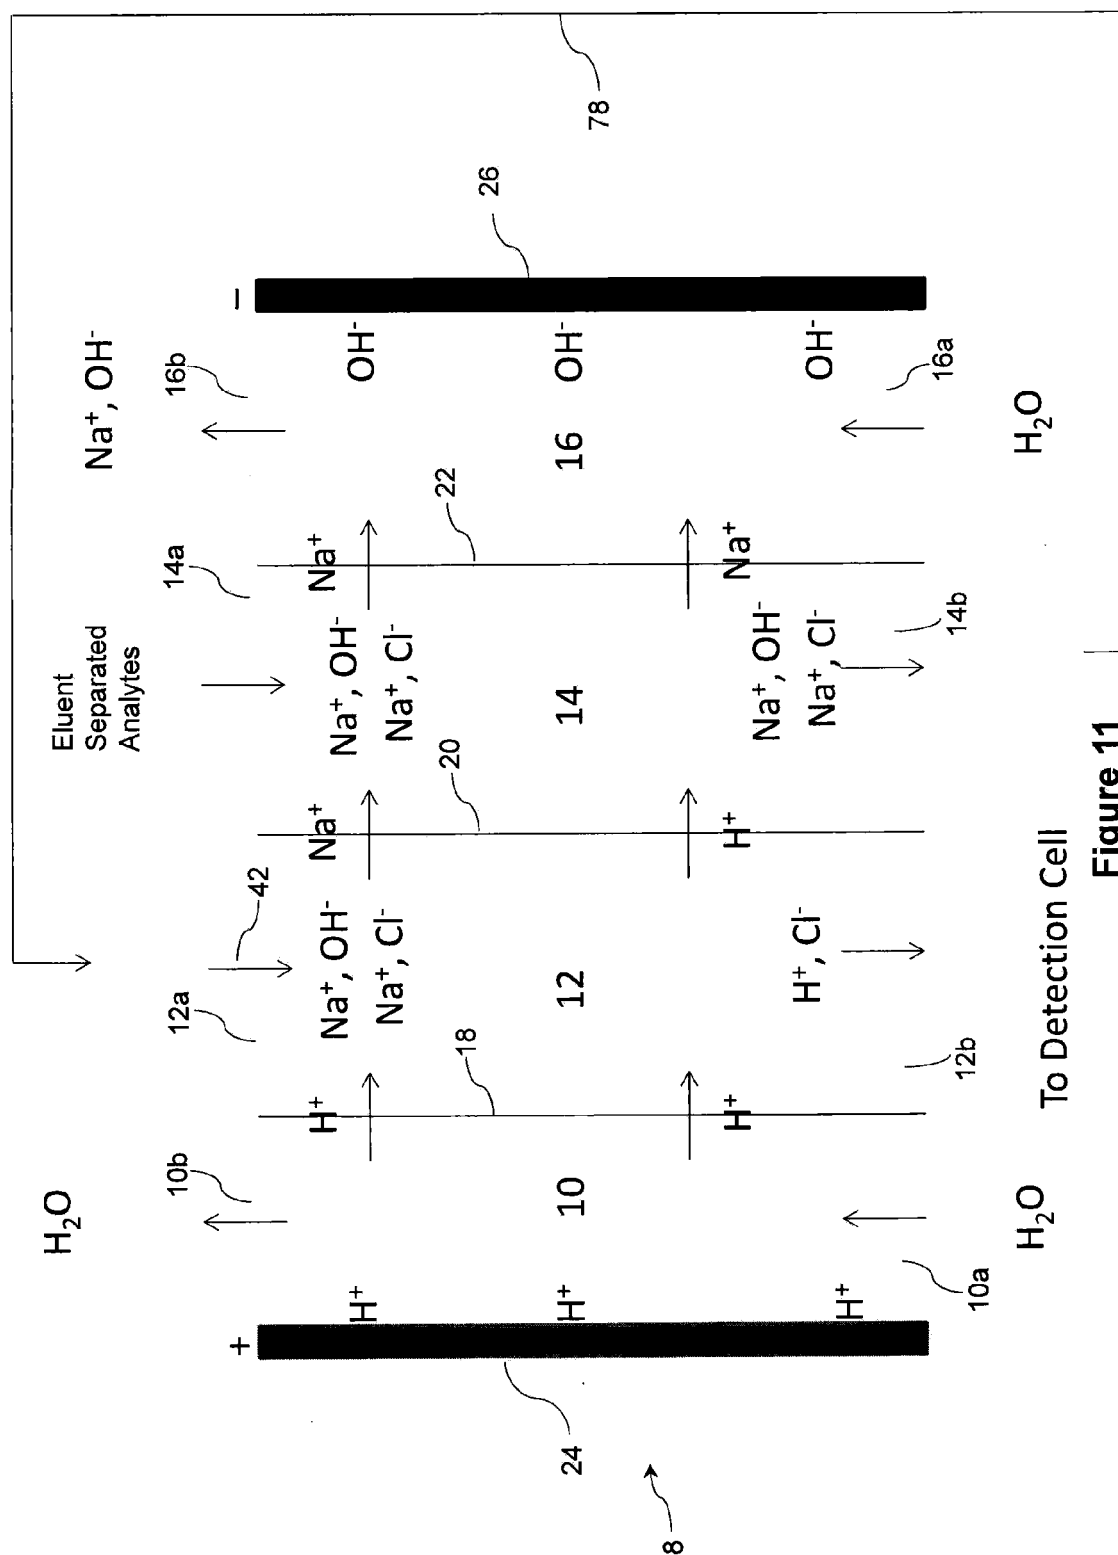 H₂O
Eluent
Separated
Analytes
Na⁺, OH⁻
10b
12a
42
14a
16b
+
−
H⁺
Na⁺, OH⁻
Na⁺
Na⁺, OH⁻
Na⁺
H⁺
Na⁺, Cl⁻
Na⁺, Cl⁻
OH⁻
18
20
22
26
24
H⁺
10
12
14
16
OH⁻
78
8
H⁺
H⁺
Na⁺, OH⁻
Na⁺
H⁺
H⁺, Cl⁻
Na⁺, Cl⁻
OH⁻
10a
12b
14b
16a
H₂O
To Detection Cell
H₂O
Figure 11